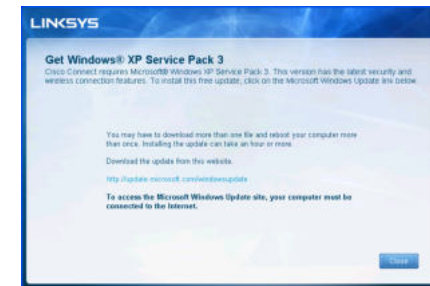 LINKSYS
Get Windows® XP Service Pack 3
Cisco Connect requires Microsoft® Windows XP Service Pack 3. This version has the latest security and
wireless connection features. To install this free update, click on the Microsoft Windows Update link below.
You may have to download more than one file and reboot your computer more
than once. Installing the update can take an hour or more.
Download the update from this website.
http://update.microsoft.com/windowsupdate
To access the Microsoft Windows Update site, your computer must be
connected to the Internet.
Close